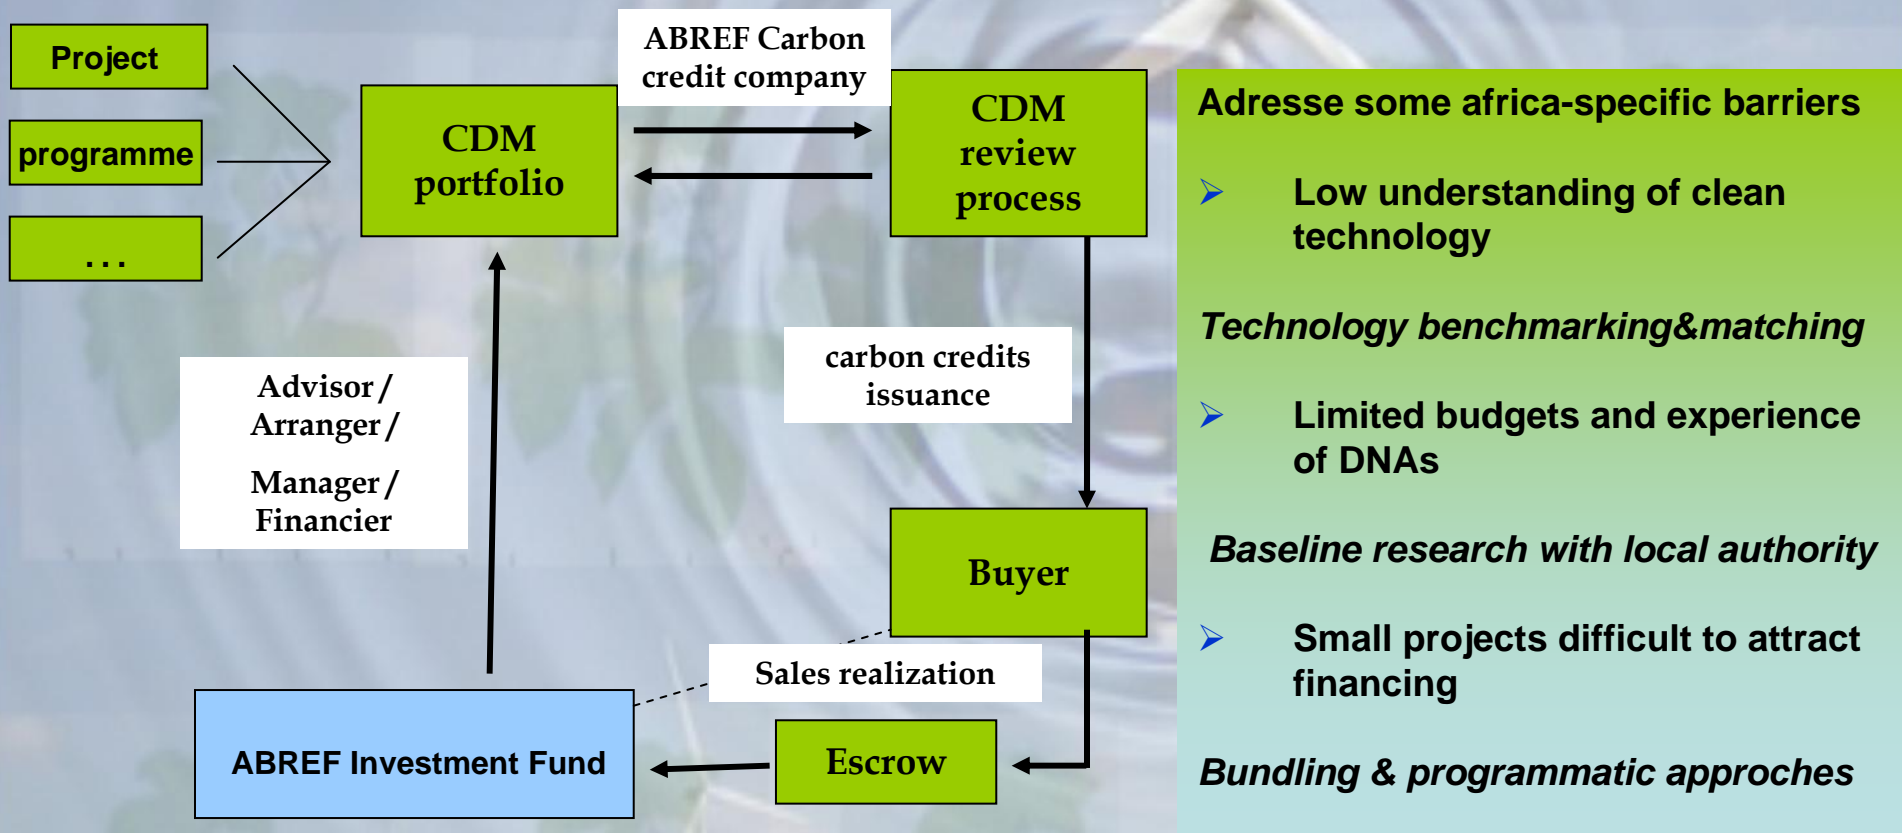 Project
programme
...
CDM
portfolio
ABREF Carbon
credit company
CDM
review
process
carbon credits
issuance
Advisor/
Arranger/
Manager/
Financier
Buyer
Sales realization
Escrow
ABREF Investment Fund
Adresse some africa-specific barriers
➢ Low understanding of clean
technology
Technology benchmarking&matching
➢ Limited budgets and experience
of DNAs
Baseline research with local authority
➢ Small projects difficult to attract
financing
Bundling & programmatic approches